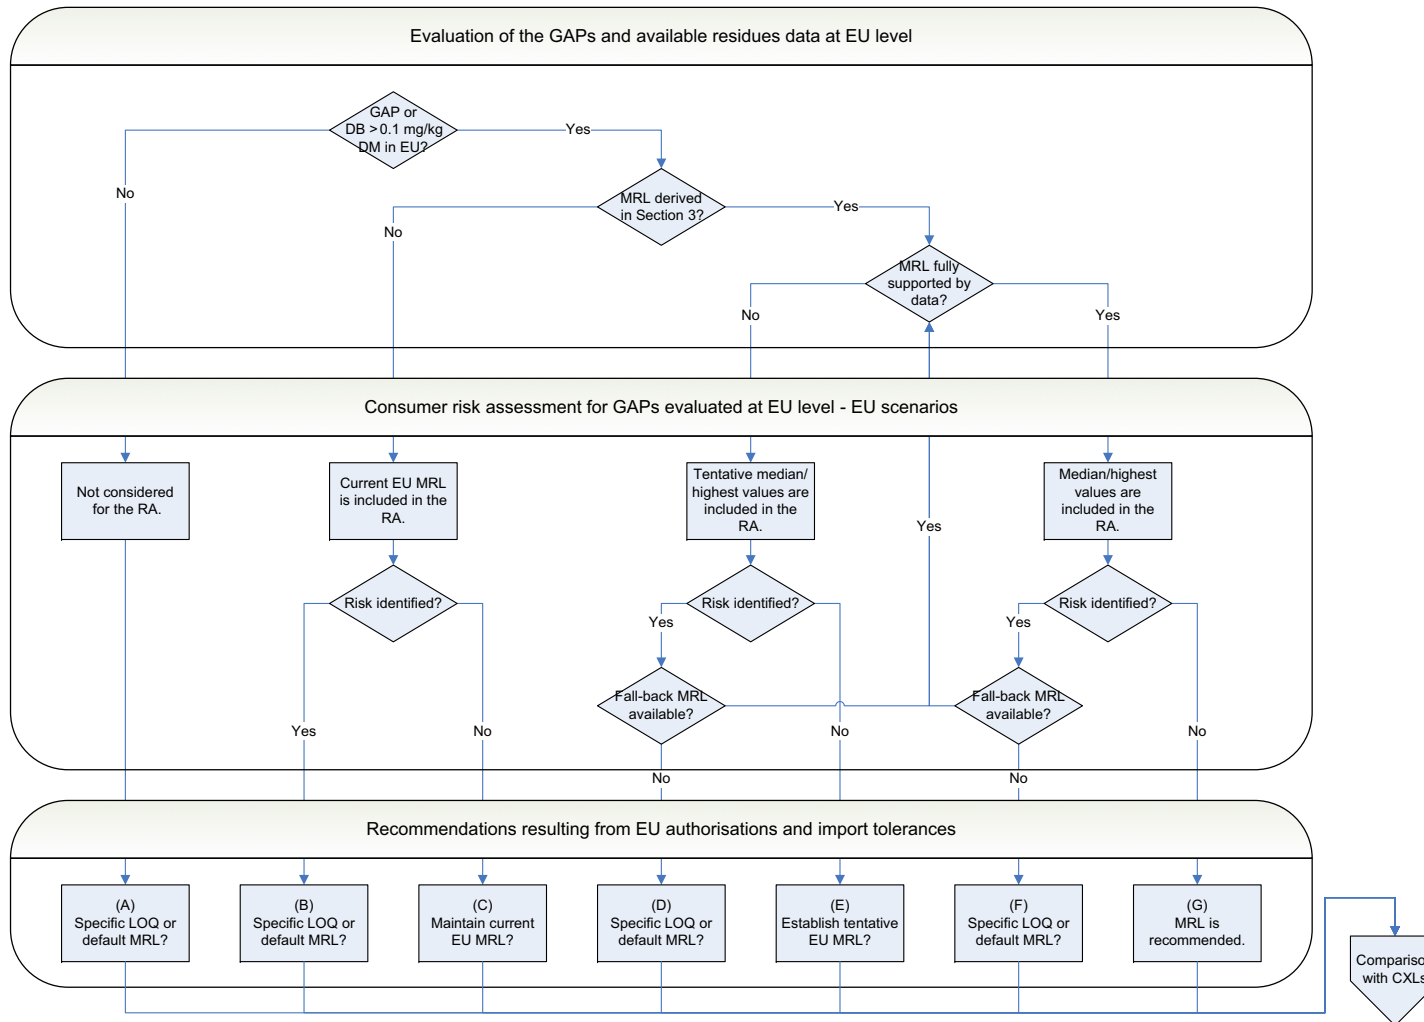 Evaluation of the GAPs and available residues data at EU level
GAP or
DB > 0.1 mg/kg
DM in EU?
Yes
No
MRL derived
in Section 3?
Yes
No
MRL fully
supported by
data?
No
Yes
Consumer risk assessment for GAPs evaluated at EU level - EU scenarios
Not considered
for the RA.
Current EU MRL
is included in the
RA.
Tentative median/
highest values are
included in the
RA.
Yes
Median/highest
values are
included in the RA.
Risk identified?
Risk identified?
Risk identified?
Yes
Yes
Fall-back MRL
available?
Fall-back MRL
available?
Yes
No
No
No
No
No
Recommendations resulting from EU authorisations and import tolerances
(A)
Specific LOQ or
default MRL?
(B)
Specific LOQ or
default MRL?
(C)
Maintain current
EU MRL?
(D)
Specific LOQ or
default MRL?
(E)
Establish tentative
EU MRL?
(F)
Specific LOQ or
default MRL?
(G)
MRL is
recommended.
Compariso
with CXLs